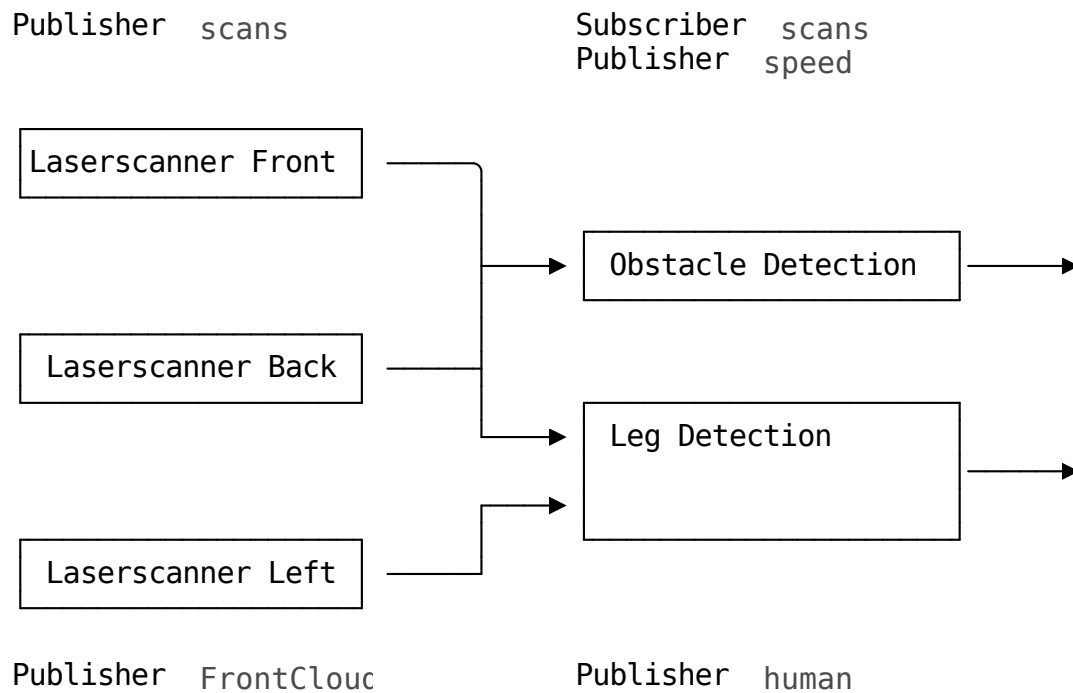 Publisher scans
Subscriber scans
Publisher speed
Laserscanner Front
Obstacle Detection
Laserscanner Back
Leg Detection
Laserscanner Left
Publisher FrontCloud
Publisher human